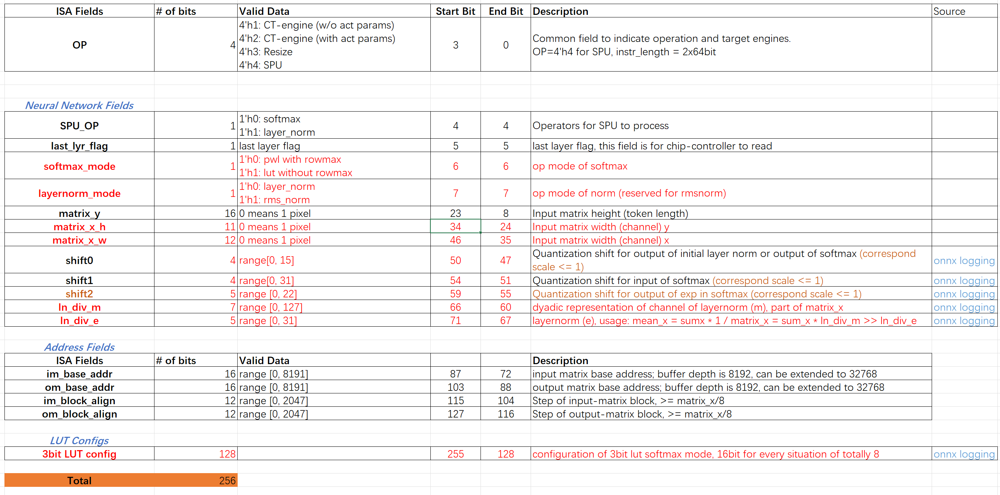 ISA Fields # of bits Valid Data Start Bit End Bit Description Source
OP 4 4'h1: CT-engine (w/o act params)
4'h2: CT-engine (with act params)
4'h3: Resize
4'h4: SPU 3 0 Common field to indicate operation and target engines.
OP=4'h4 for SPU, instr_length = 2x64bit
Neural Network Fields
SPU_OP 1 1'h0: softmax
1'h1: layer_norm 4 4 Operators for SPU to process
last_lyr_flag 1 last layer flag 5 5 last layer flag, this field is for chip-controller to read
softmax_mode 1 1'h0: pwl with rowmax
1'h1: lut without rowmax 6 6 op mode of softmax
layernorm_mode 1 1'h0: layer_norm
1'h1: rms_norm 7 7 op mode of norm (reserved for rmsnorm)
matrix_y 16 0 means 1 pixel 23 8 Input matrix height (token length)
matrix_x_h 11 0 means 1 pixel 34 24 Input matrix width (channel) y
matrix_x_w 12 0 means 1 pixel 46 35 Input matrix width (channel) x
shift0 4 range[0, 15] 50 47 Quantization shift for output of initial layer norm or output of softmax (correspond
scale <= 1) onnx logging
shift1 4 range[0, 31] 54 51 Quantization shift for input of softmax (correspond scale <= 1) onnx logging
shift2 5 range [0, 22] 59 55 Quantization shift for output of exp in softmax (correspond scale <= 1) onnx logging
ln_div_m 7 range [0, 127] 66 60 dyadic representation of channel of layernorm (m), part of matrix_x onnx logging
ln_div_e 5 range [0, 31] 71 67 layernorm (e), usage: mean_x = sumx * 1 / matrix_x = sum_x * ln_div_m >> ln_div_e onnx logging
Address Fields
ISA Fields # of bits Valid Data Description
im_base_addr 16 range [0, 8191] 87 72 input matrix base address; buffer depth is 8192, can be extended to 32768
om_base_addr 16 range [0, 8191] 103 88 output matrix base address; buffer depth is 8192, can be extended to 32768
im_block_align 12 range [0, 2047] 115 104 Step of input-matrix block, >= matrix_x/8
om_block_align 12 range [0, 2047] 127 116 Step of output-matrix block, >= matrix_x/8
LUT Configs
3bit LUT config 128 255 128 configuration of 3bit lut softmax mode, 16bit for every situation of totally 8 onnx logging
Total 256